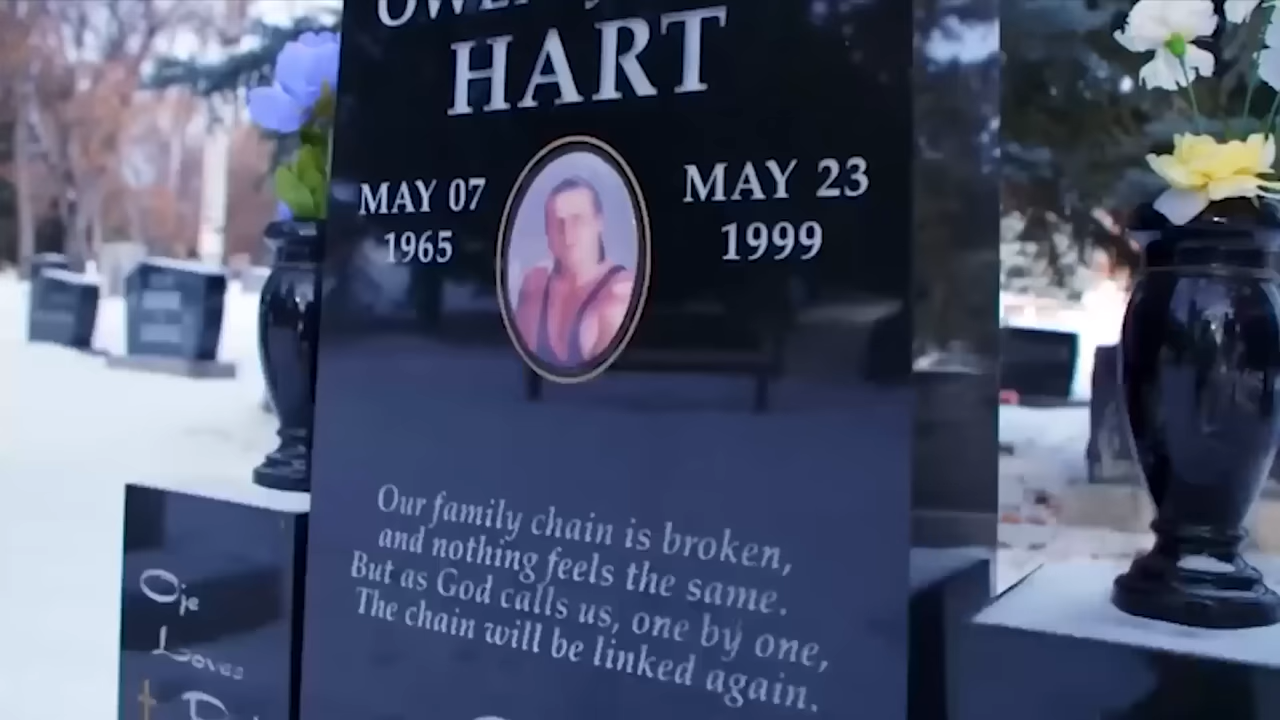 HART
MAY 07
1965
MAY 23
1999
Our family chain is broken,
and nothing feels the same.
But as God calls us, one by one,
The chain will be linked again.
Oje
Loves